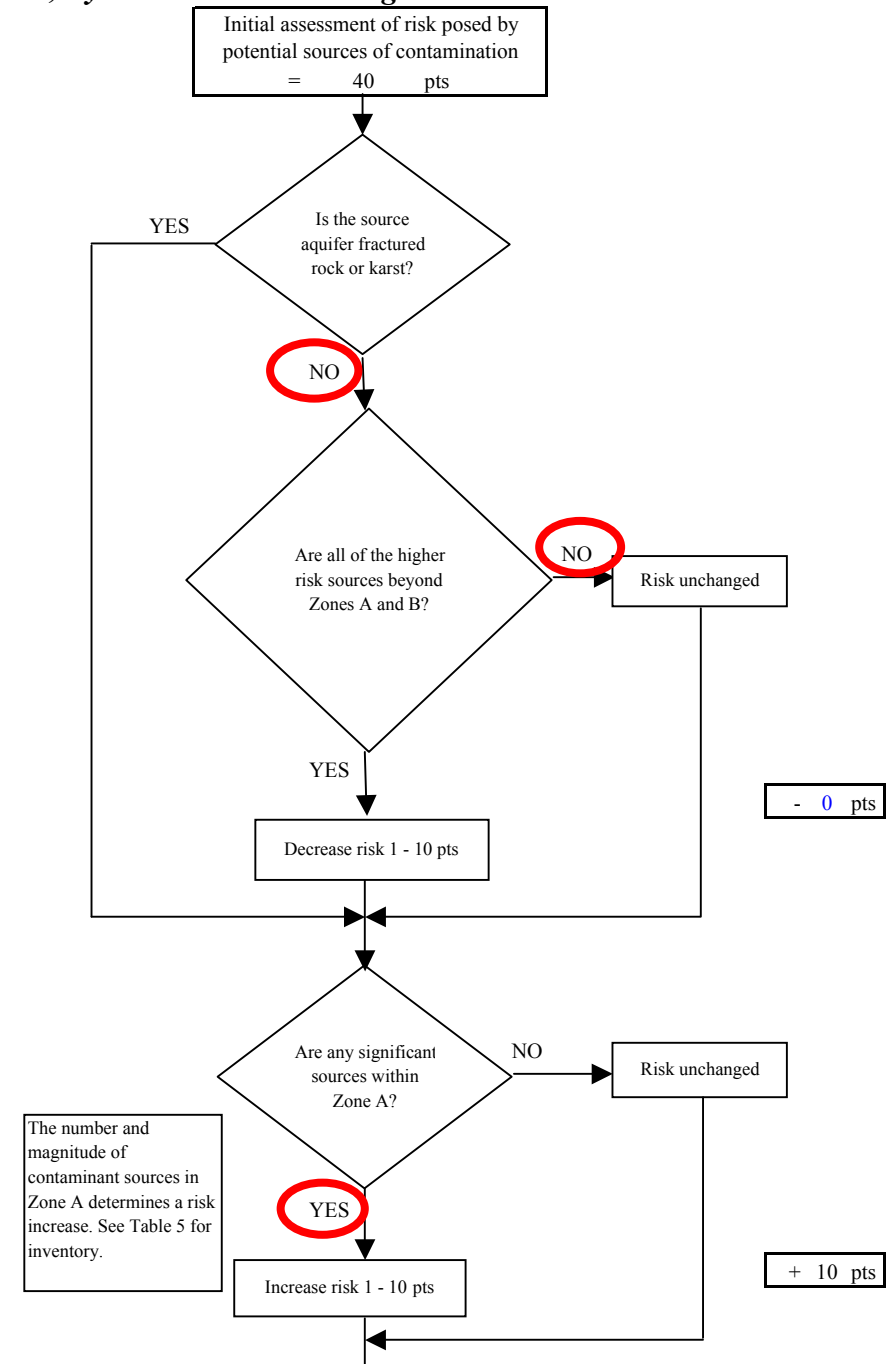 Initial assessment of risk posed by
potential sources of contamination
= 40 pts
YES
Is the source
aquifer fractured
rock or karst?
NO
Are all of the higher
risk sources beyond
Zones A and B?
NO
Risk unchanged
YES
- 0 pts
Decrease risk 1 - 10 pts
Are any significant
sources within
Zone A?
NO
Risk unchanged
The number and
magnitude of
contaminant sources in
Zone A determines a risk
increase. See Table 5 for
inventory.
YES
+ 10 pts
Increase risk 1 - 10 pts